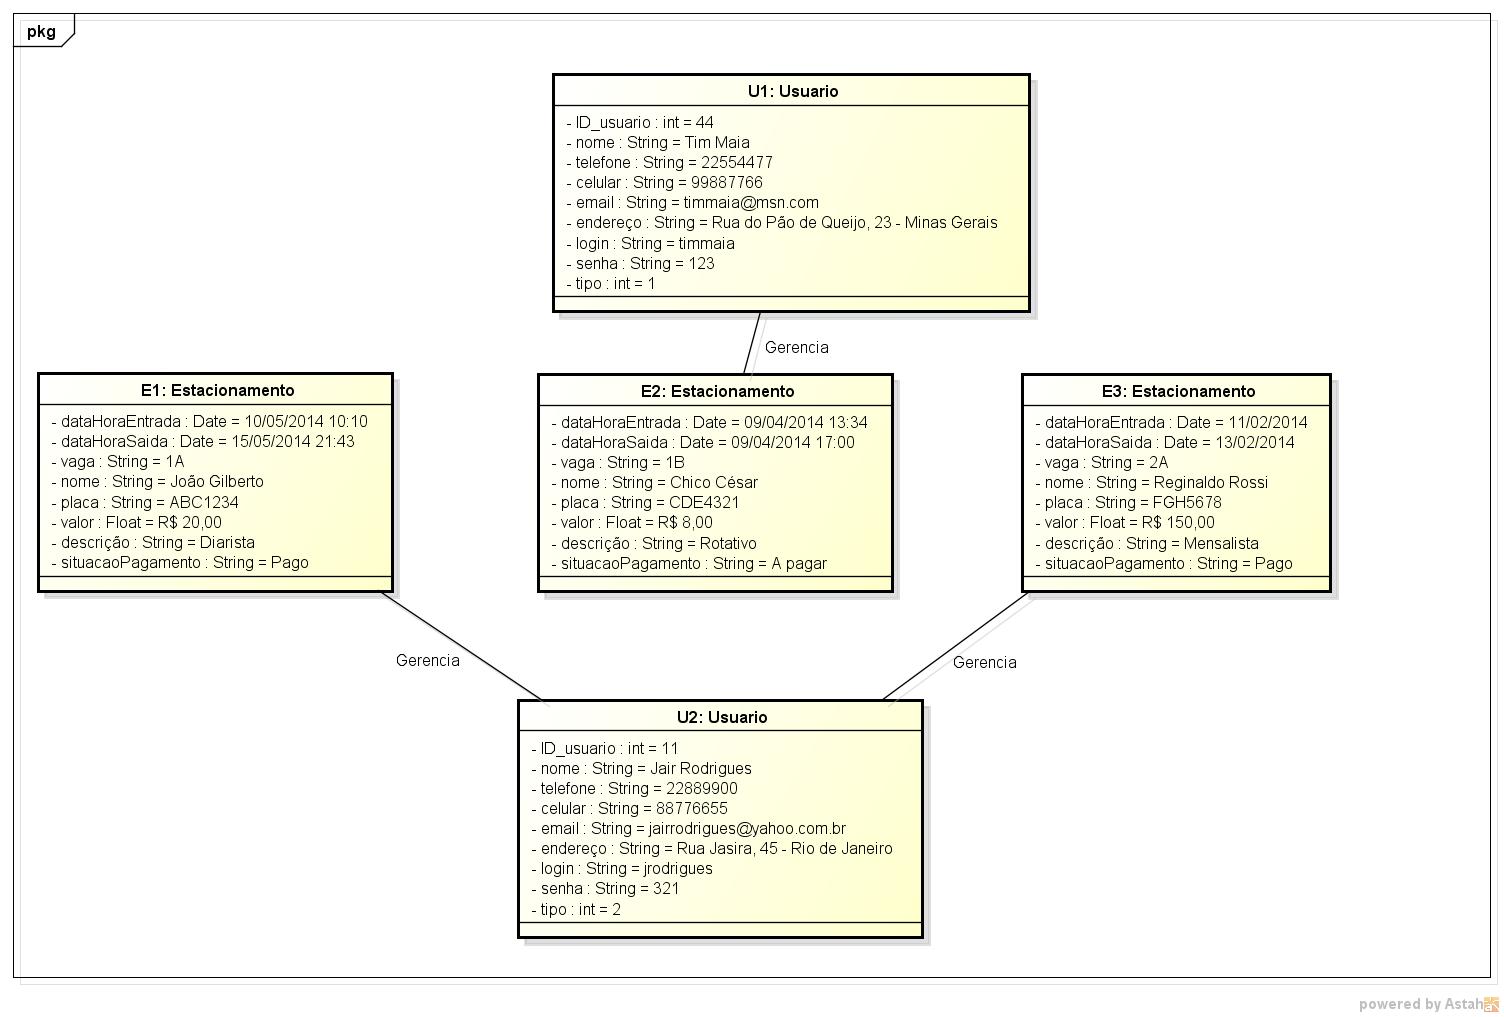 pkg
U1: Usuario
- ID_usuario : int = 44
- nome : String = Tim Maia
- telefone : String = 22554477
- celular : String = 99887766
- email : String = timmaia@msn.com
- endereço : String = Rua do Pão de Queijo, 23 - Minas Gerais
- login : String = timmaia
- senha : String = 123
- tipo : int = 1
Gerencia
E1: Estacionamento
- dataHoraEntrada : Date = 10/05/2014 10:10
- dataHoraSaida : Date = 15/05/2014 21:43
- vaga : String = 1A
- nome : String = João Gilberto
- placa : String = ABC1234
- valor : Float = R$ 20,00
- descrição : String = Diarista
- situacaoPagamento : String = Pago
E2: Estacionamento
- dataHoraEntrada : Date = 09/04/2014 13:34
- dataHoraSaida : Date = 09/04/2014 17:00
- vaga : String = 1B
- nome : String = Chico César
- placa : String = CDE4321
- valor : Float = R$ 8,00
- descrição : String = Rotativo
- situacaoPagamento : String = A pagar
E3: Estacionamento
- dataHoraEntrada : Date = 11/02/2014
- dataHoraSaida : Date = 13/02/2014
- vaga : String = 2A
- nome : String = Reginaldo Rossi
- placa : String = FGH5678
- valor : Float = R$ 150,00
- descrição : String = Mensalista
- situacaoPagamento : String = Pago
Gerencia
Gerencia
U2: Usuario
- ID_usuario : int = 11
- nome : String = Jair Rodrigues
- telefone : String = 22889900
- celular : String = 88776655
- email : String = jairrodrigues@yahoo.com.br
- endereço : String = Rua Jasira, 45 - Rio de Janeiro
- login : String = jrodrigues
- senha : String = 321
- tipo : int = 2
powered by Astah